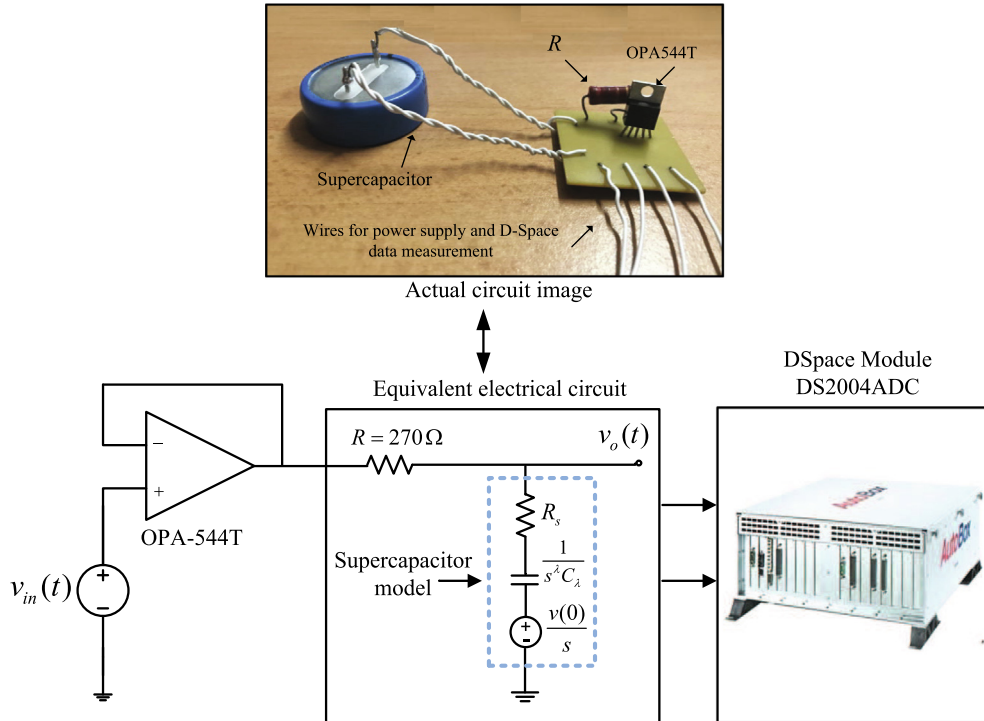 R
OPA544T
Supercapacitor
Wires for power supply and D-Space
data measurement
Actual circuit image
Equivalent electrical circuit
DSpace Module
DS2004ADC
R = 270 Ω
v_o(t)
−
+
OPA-544T
R_s
Supercapacitor
model
1
s^λ C_λ
v_in(t)
+
−
+
-
v(0)
s
AutoBox
AutoBox